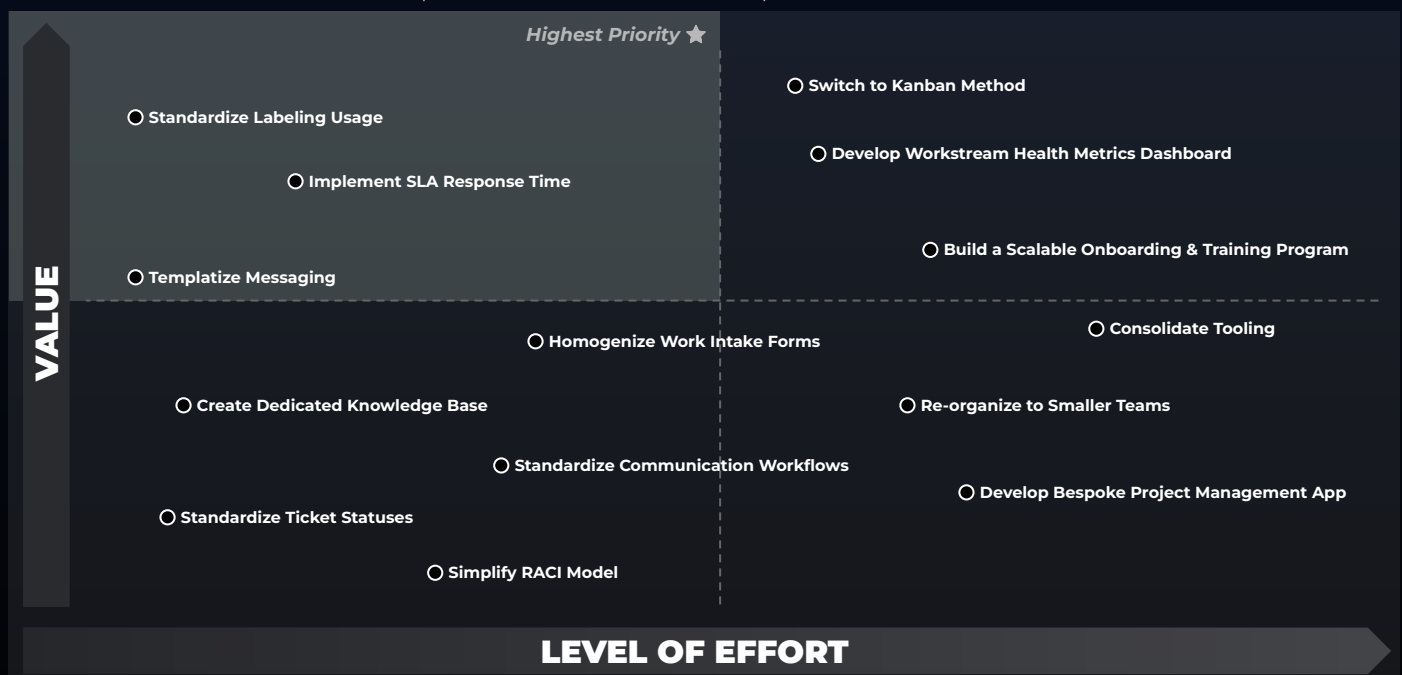 Highest Priority
Switch to Kanban Method
Standardize Labeling Usage
Develop Workstream Health Metrics Dashboard
Implement SLA Response Time
Build a Scalable Onboarding & Training Program
Templatize Messaging
VALUE
Consolidate Tooling
Homogenize Work Intake Forms
Create Dedicated Knowledge Base
Re-organize to Smaller Teams
Standardize Communication Workflows
Develop Bespoke Project Management App
Standardize Ticket Statuses
Simplify RACI Model
LEVEL OF EFFORT